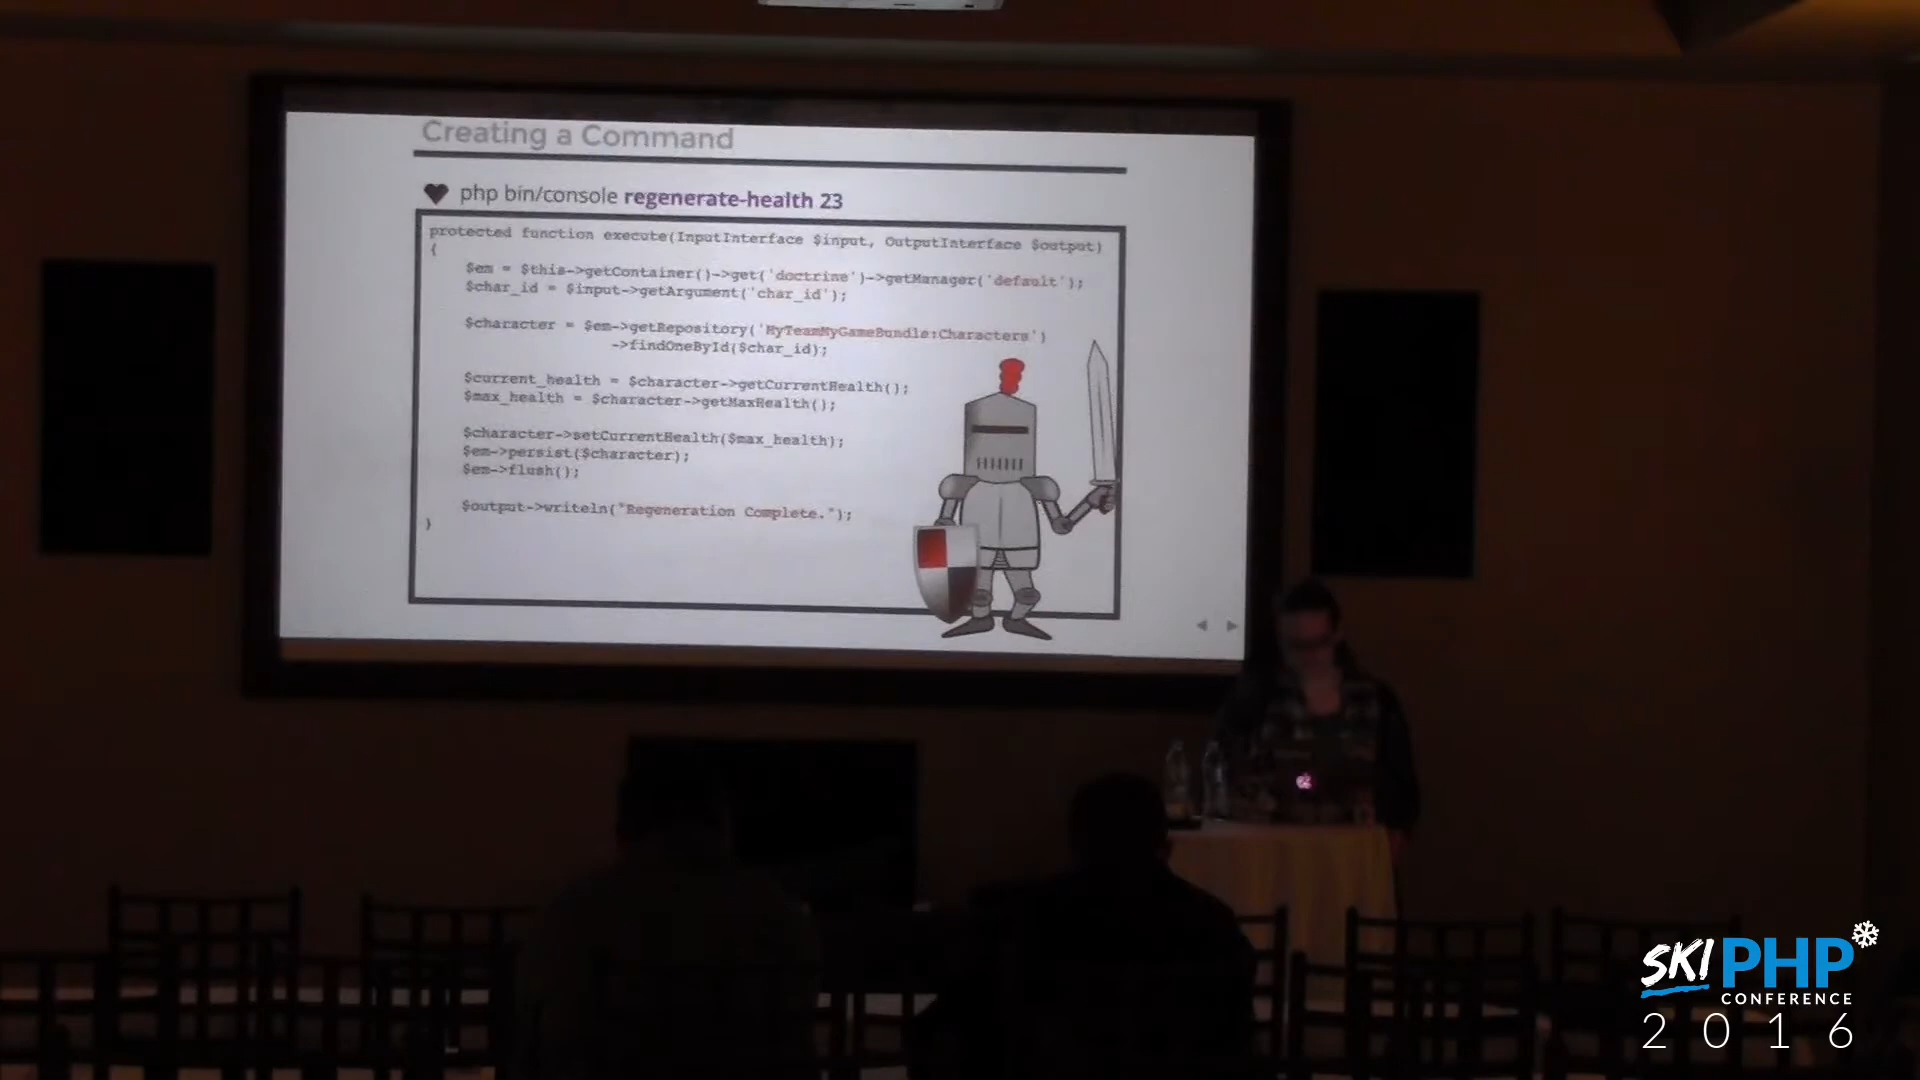 Creating a Command
php bin/console regenerate-health 23
protected function execute(InputInterface $input, OutputInterface $output)
{
$em = $this->getContainer()->get('doctrine')->getManager('default');
$char_id = $input->getArgument('char_id');
$character = $em->getRepository('MyTeamMyGameBundle:Characters')
->findOneById($char_id);
$current_health = $character->getCurrentHealth();
$max_health = $character->getMaxHealth();
$character->setCurrentHealth($max_health);
$em->persist($character);
$em->flush();
$output->writeln("Regeneration Complete.");
}
SKI PHP
CONFERENCE
2016